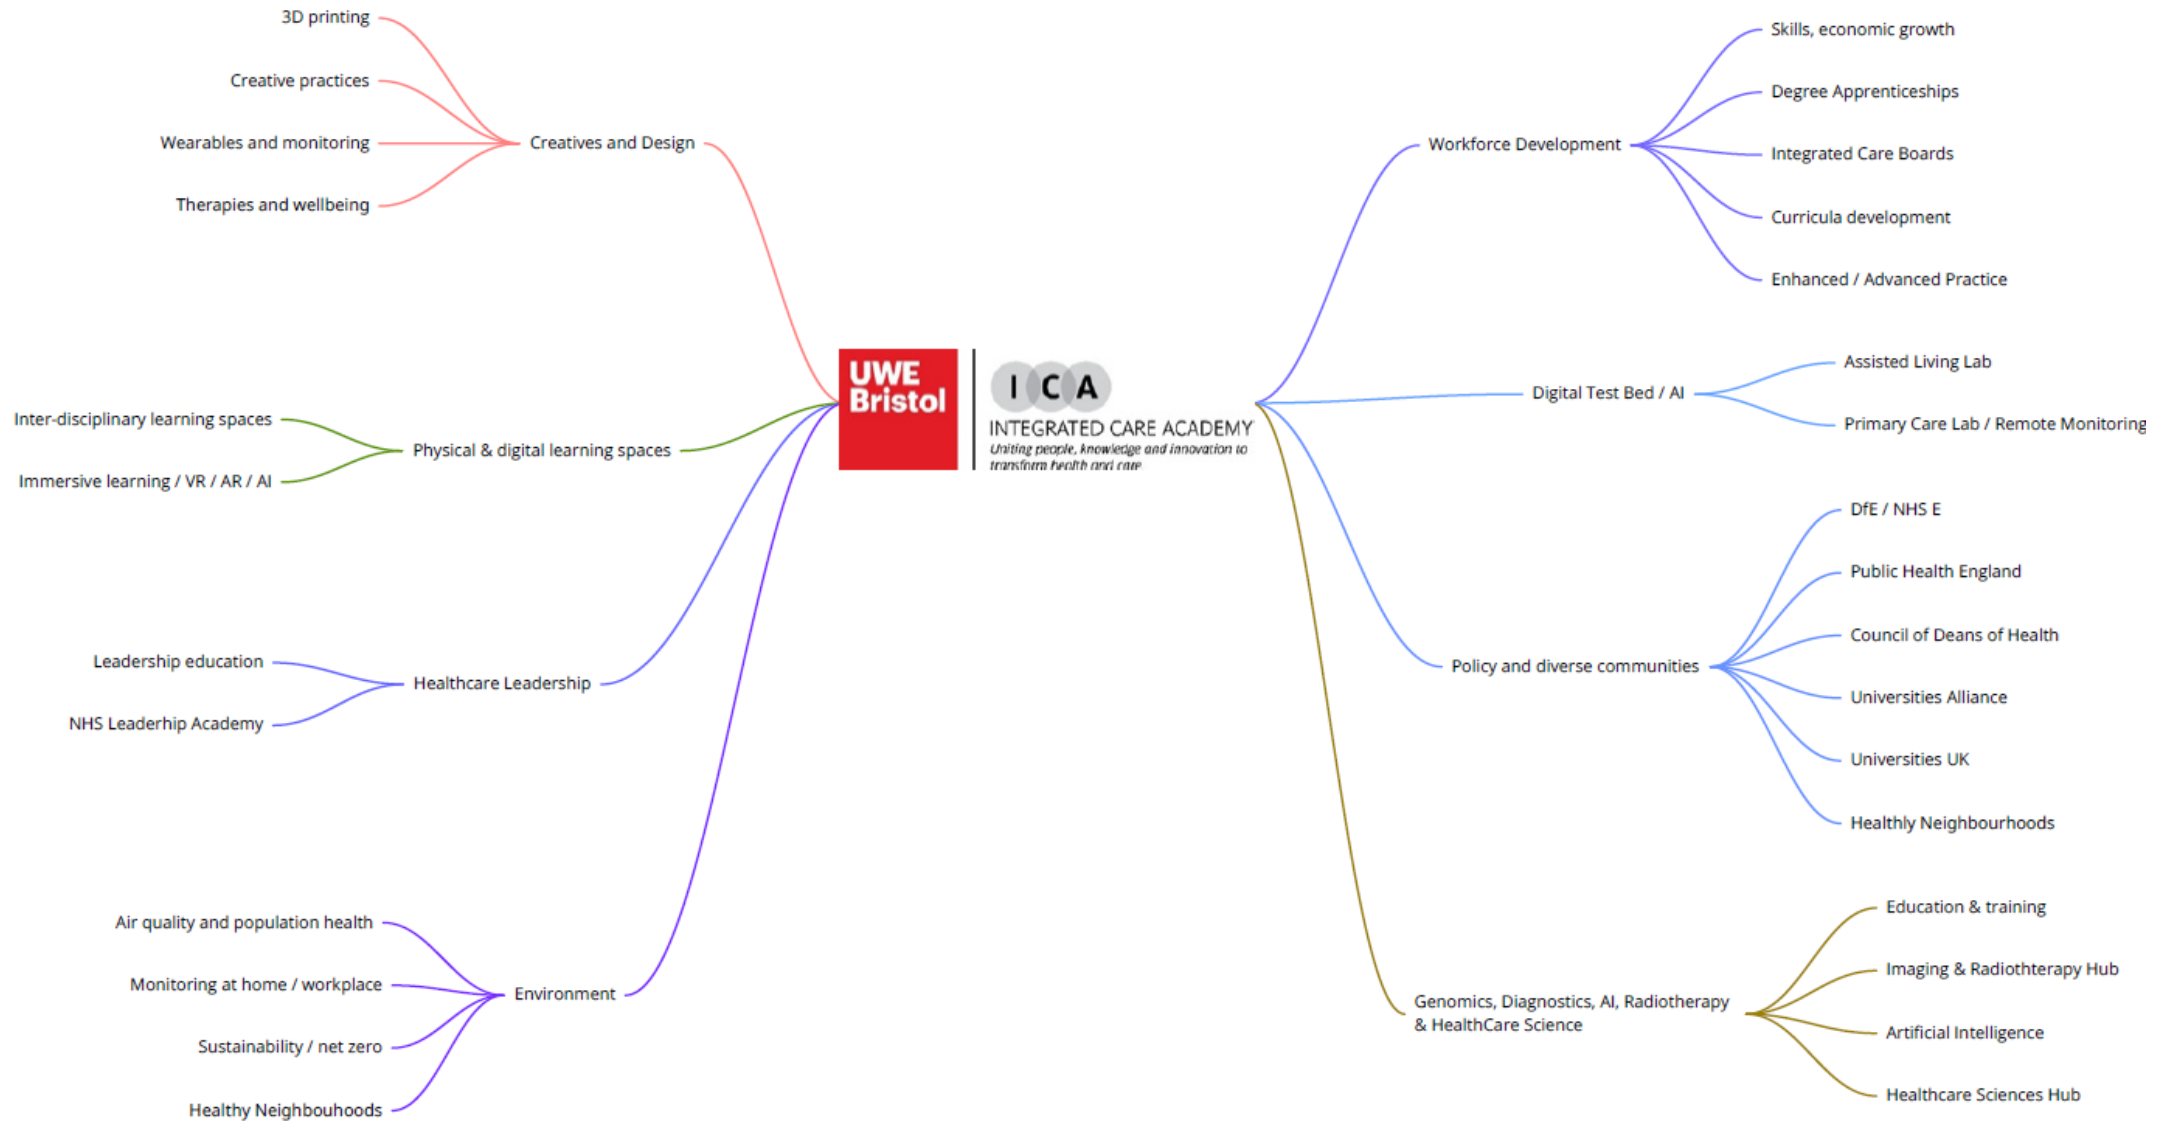 3D printing
Creative practices
Wearables and monitoring
Therapies and wellbeing
Creatives and Design
Inter-disciplinary learning spaces
Immersive learning / VR / AR / AI
Physical & digital learning spaces
Leadership education
NHS Leaderhip Academy
Healthcare Leadership
Air quality and population health
Monitoring at home / workplace
Sustainability / net zero
Healthy Neighbouhoods
Environment
UWE
Bristol
I C A
INTEGRATED CARE ACADEMY
Uniting people, knowledge and innovation to
transform health and care
Workforce Development
Skills, economic growth
Degree Apprenticeships
Integrated Care Boards
Curricula development
Enhanced / Advanced Practice
Digital Test Bed / AI
Assisted Living Lab
Primary Care Lab / Remote Monitoring
Policy and diverse communities
DfE / NHS E
Public Health England
Council of Deans of Health
Universities Alliance
Universities UK
Healthly Neighbourhoods
Genomics, Diagnostics, AI, Radiotherapy
& HealthCare Science
Education & training
Imaging & Radiothterapy Hub
Artificial Intelligence
Healthcare Sciences Hub